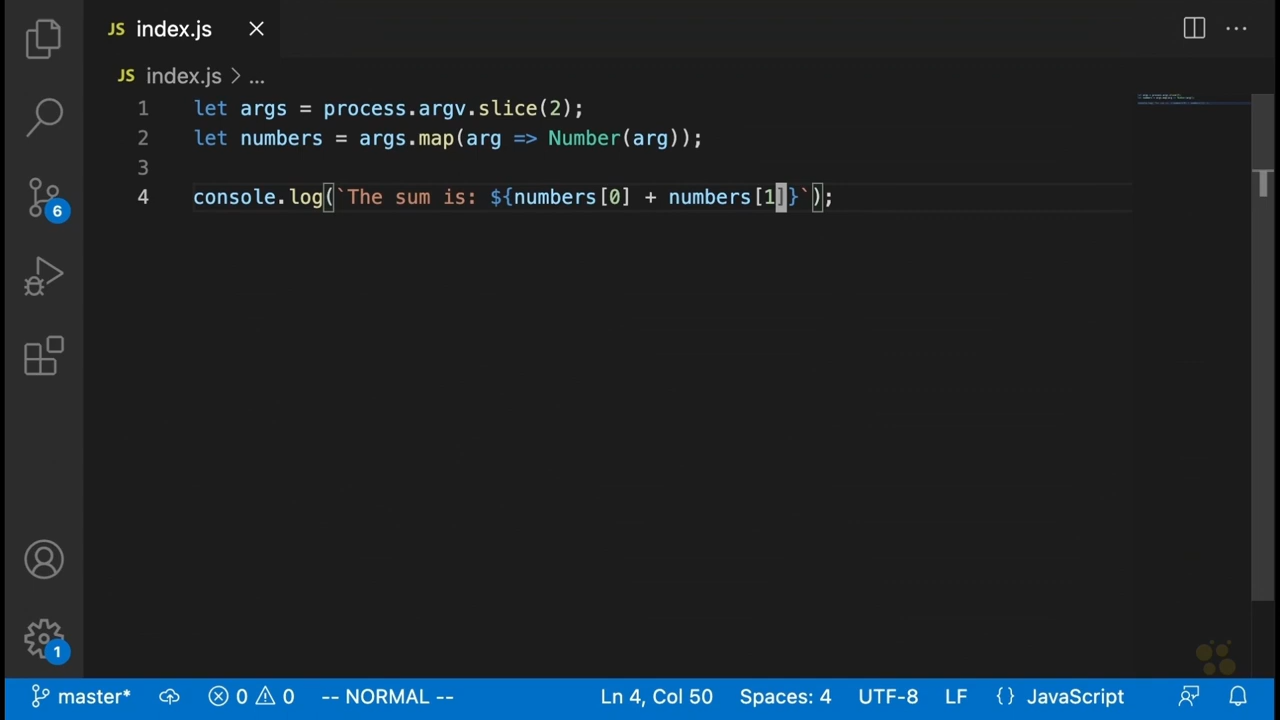 JS index.js
JS index.js > ...
1 let args = process.argv.slice(2);
2 let numbers = args.map(arg => Number(arg));
3
4 console.log(`The sum is: ${numbers[0] + numbers[1]}`);
6
1
master* 0 0 -- NORMAL -- Ln 4, Col 50 Spaces: 4 UTF-8 LF {} JavaScript